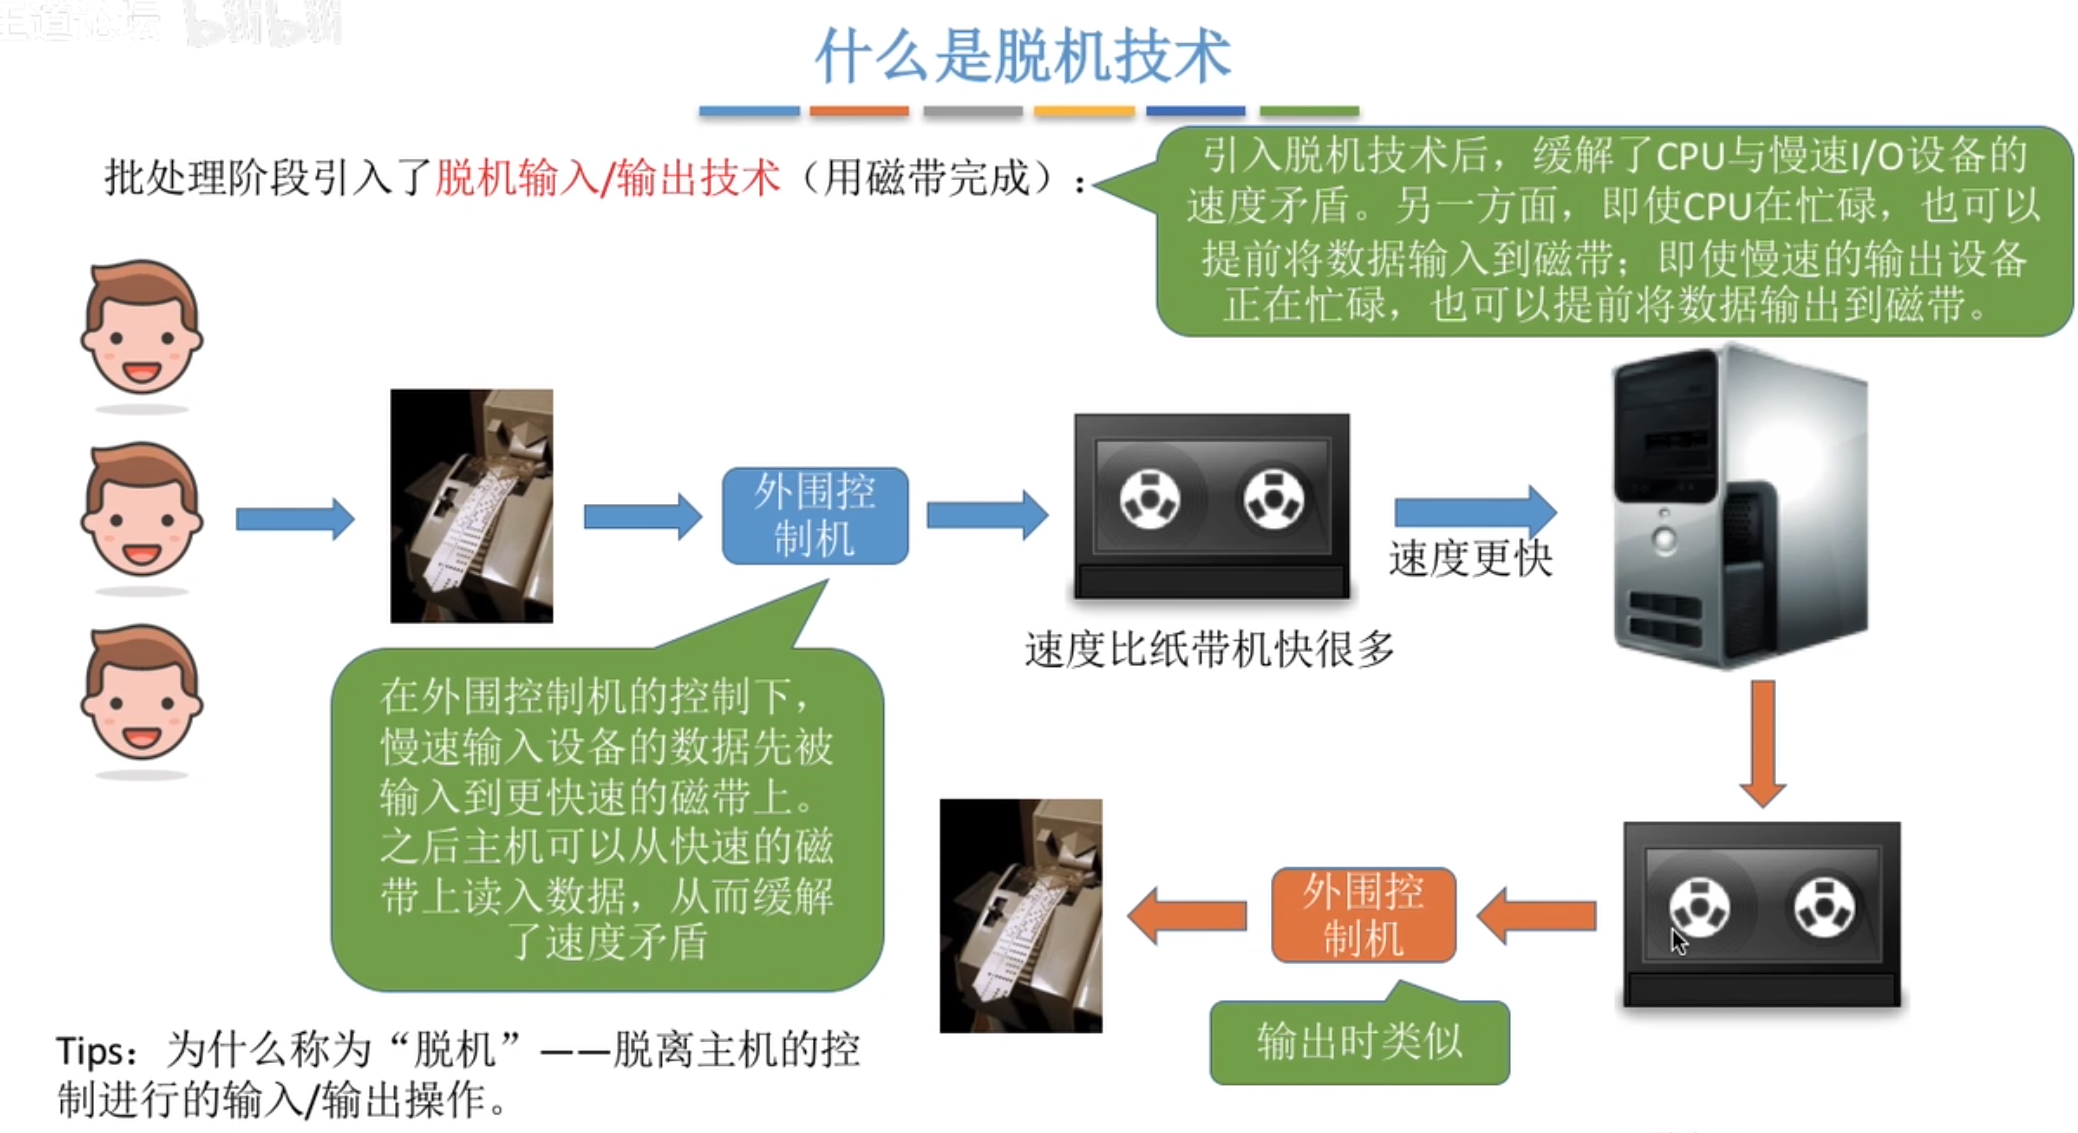 王道论坛 bilibili
什么是脱机技术
批处理阶段引入了脱机输入/输出技术（用磁带完成）：
引入脱机技术后，缓解了CPU与慢速I/O设备的
速度矛盾。另一方面，即使CPU在忙碌，也可以
提前将数据输入到磁带；即使慢速的输出设备
正在忙碌，也可以提前将数据输出到磁带。
外围控
制机
速度更快
速度比纸带机快很多
在外围控制机的控制下，
慢速输入设备的数据先被
输入到更快速的磁带上。
之后主机可以从快速的磁
带上读入数据，从而缓解
了速度矛盾
外围控
制机
输出时类似
Tips：为什么称为“脱机”——脱离主机的控
制进行的输入/输出操作。